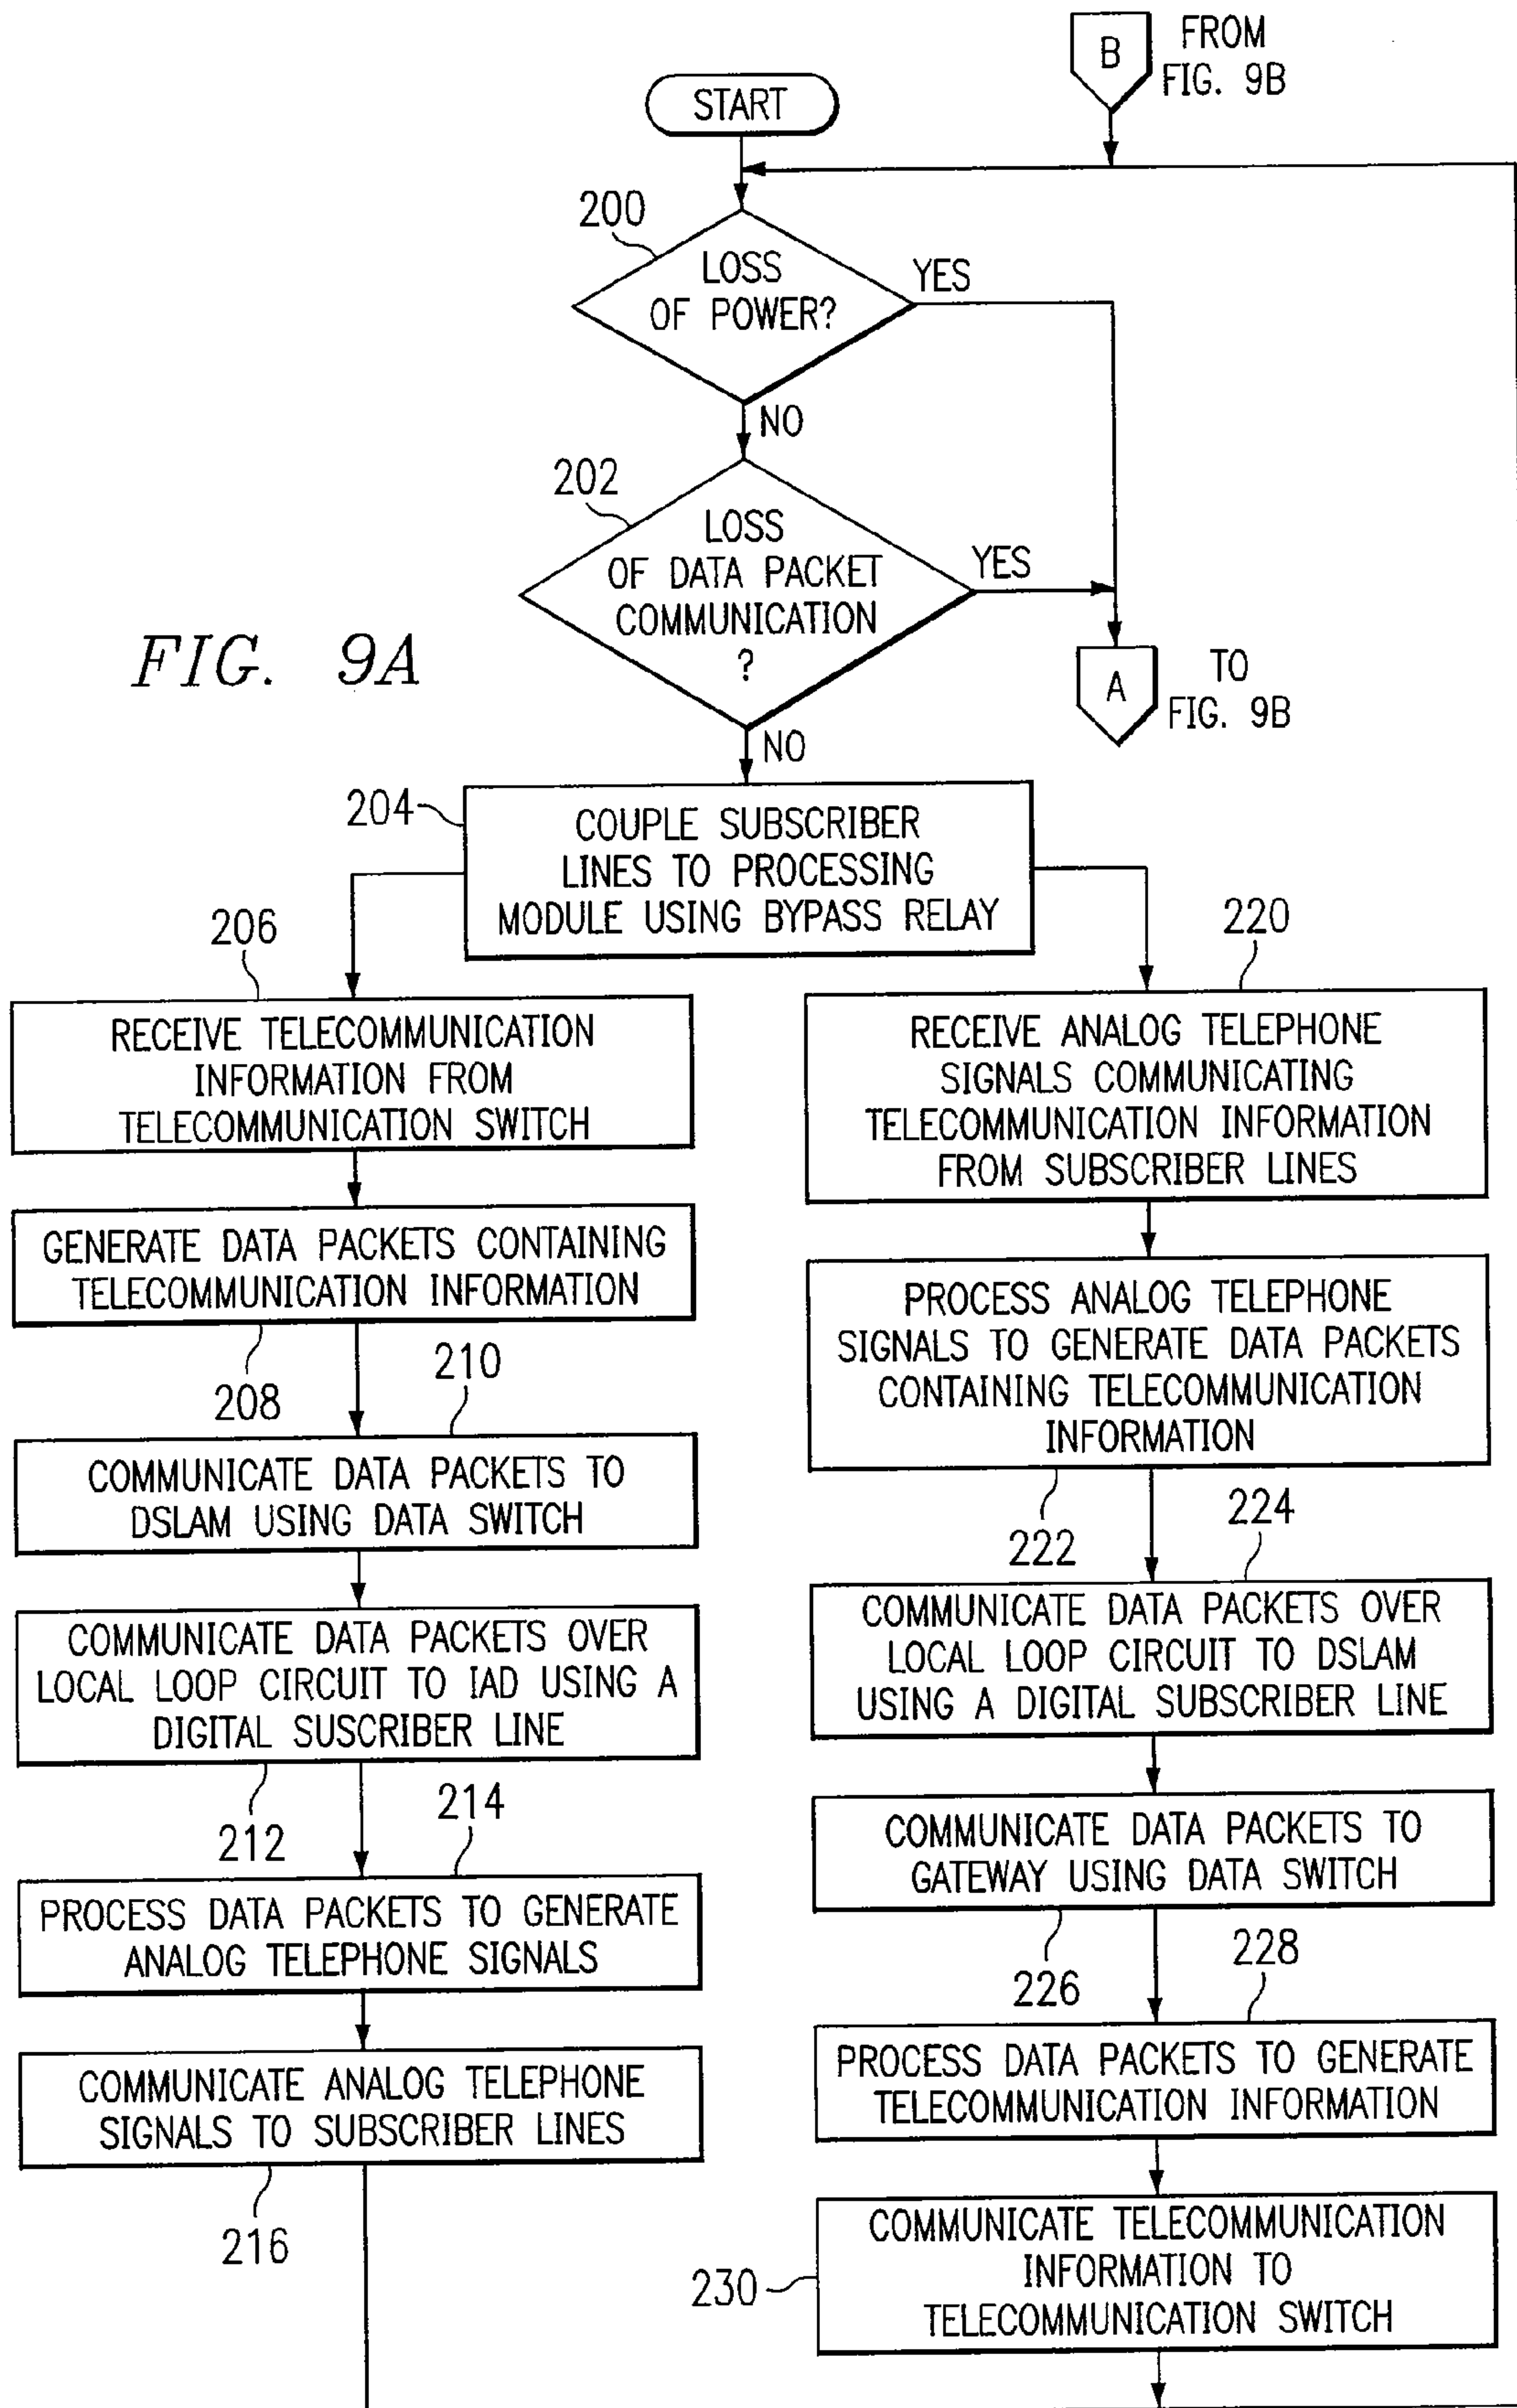 B
FROM
FIG. 9B
START
200
LOSS
OF POWER?
YES
NO
202
LOSS
OF DATA PACKET
COMMUNICATION
?
YES
NO
FIG. 9A
A
TO
FIG. 9B
204
COUPLE SUBSCRIBER
LINES TO PROCESSING
MODULE USING BYPASS RELAY
206
RECEIVE TELECOMMUNICATION
INFORMATION FROM
TELECOMMUNICATION SWITCH
GENERATE DATA PACKETS CONTAINING
TELECOMMUNICATION INFORMATION
208
210
COMMUNICATE DATA PACKETS TO
DSLAM USING DATA SWITCH
COMMUNICATE DATA PACKETS OVER
LOCAL LOOP CIRCUIT TO IAD USING A
DIGITAL SUSCRIBER LINE
212
214
PROCESS DATA PACKETS TO GENERATE
ANALOG TELEPHONE SIGNALS
COMMUNICATE ANALOG TELEPHONE
SIGNALS TO SUBSCRIBER LINES
216
220
RECEIVE ANALOG TELEPHONE
SIGNALS COMMUNICATING
TELECOMMUNICATION INFORMATION
FROM SUBSCRIBER LINES
PROCESS ANALOG TELEPHONE
SIGNALS TO GENERATE DATA PACKETS
CONTAINING TELECOMMUNICATION
INFORMATION
222
224
COMMUNICATE DATA PACKETS OVER
LOCAL LOOP CIRCUIT TO DSLAM
USING A DIGITAL SUBSCRIBER LINE
COMMUNICATE DATA PACKETS TO
GATEWAY USING DATA SWITCH
226
228
PROCESS DATA PACKETS TO GENERATE
TELECOMMUNICATION INFORMATION
230
COMMUNICATE TELECOMMUNICATION
INFORMATION TO
TELECOMMUNICATION SWITCH